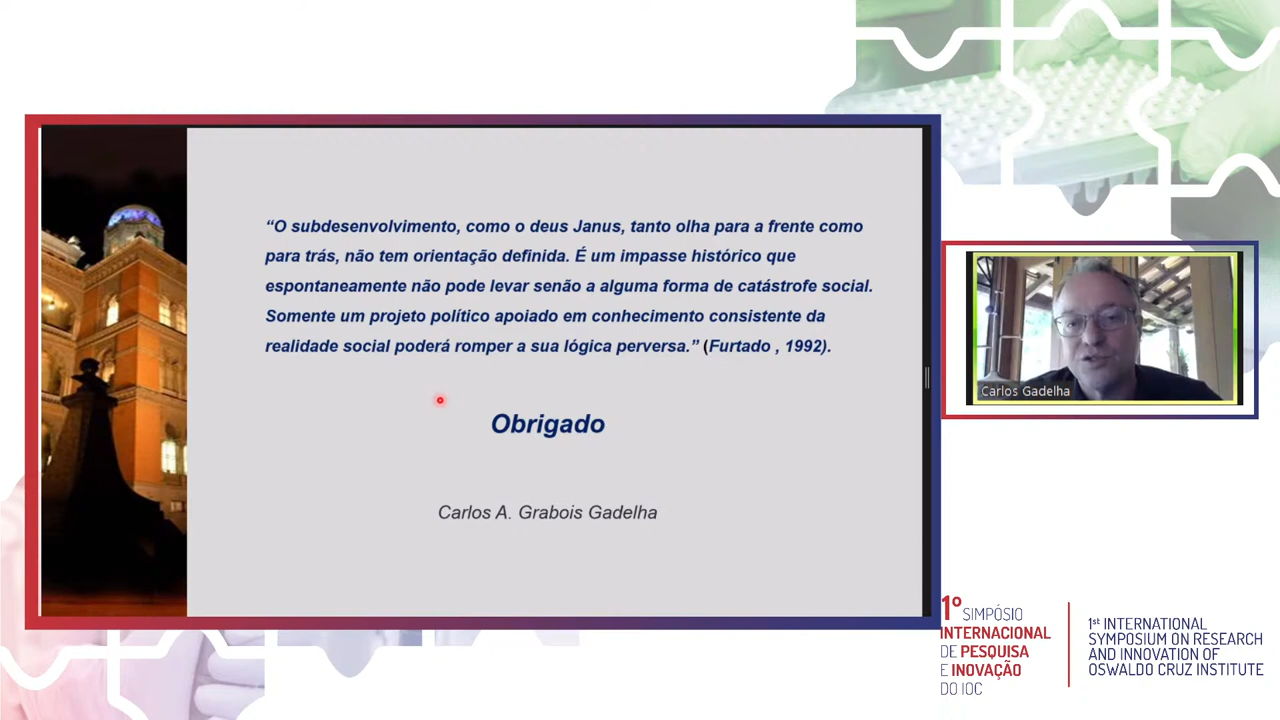 “O subdesenvolvimento, como o deus Janus, tanto olha para a frente como
para trás, não tem orientação definida. É um impasse histórico que
espontaneamente não pode levar senão a alguma forma de catástrofe social.
Somente um projeto político apoiado em conhecimento consistente da
realidade social poderá romper a sua lógica perversa.” (Furtado , 1992).
Obrigado
Carlos A. Grabois Gadelha
Carlos Gadelha
1º SIMPÓSIO
INTERNACIONAL
DE PESQUISA
E INOVAÇÃO
DO IOC
1st INTERNATIONAL
SYMPOSIUM ON RESEARCH
AND INNOVATION OF
OSWALDO CRUZ INSTITUTE